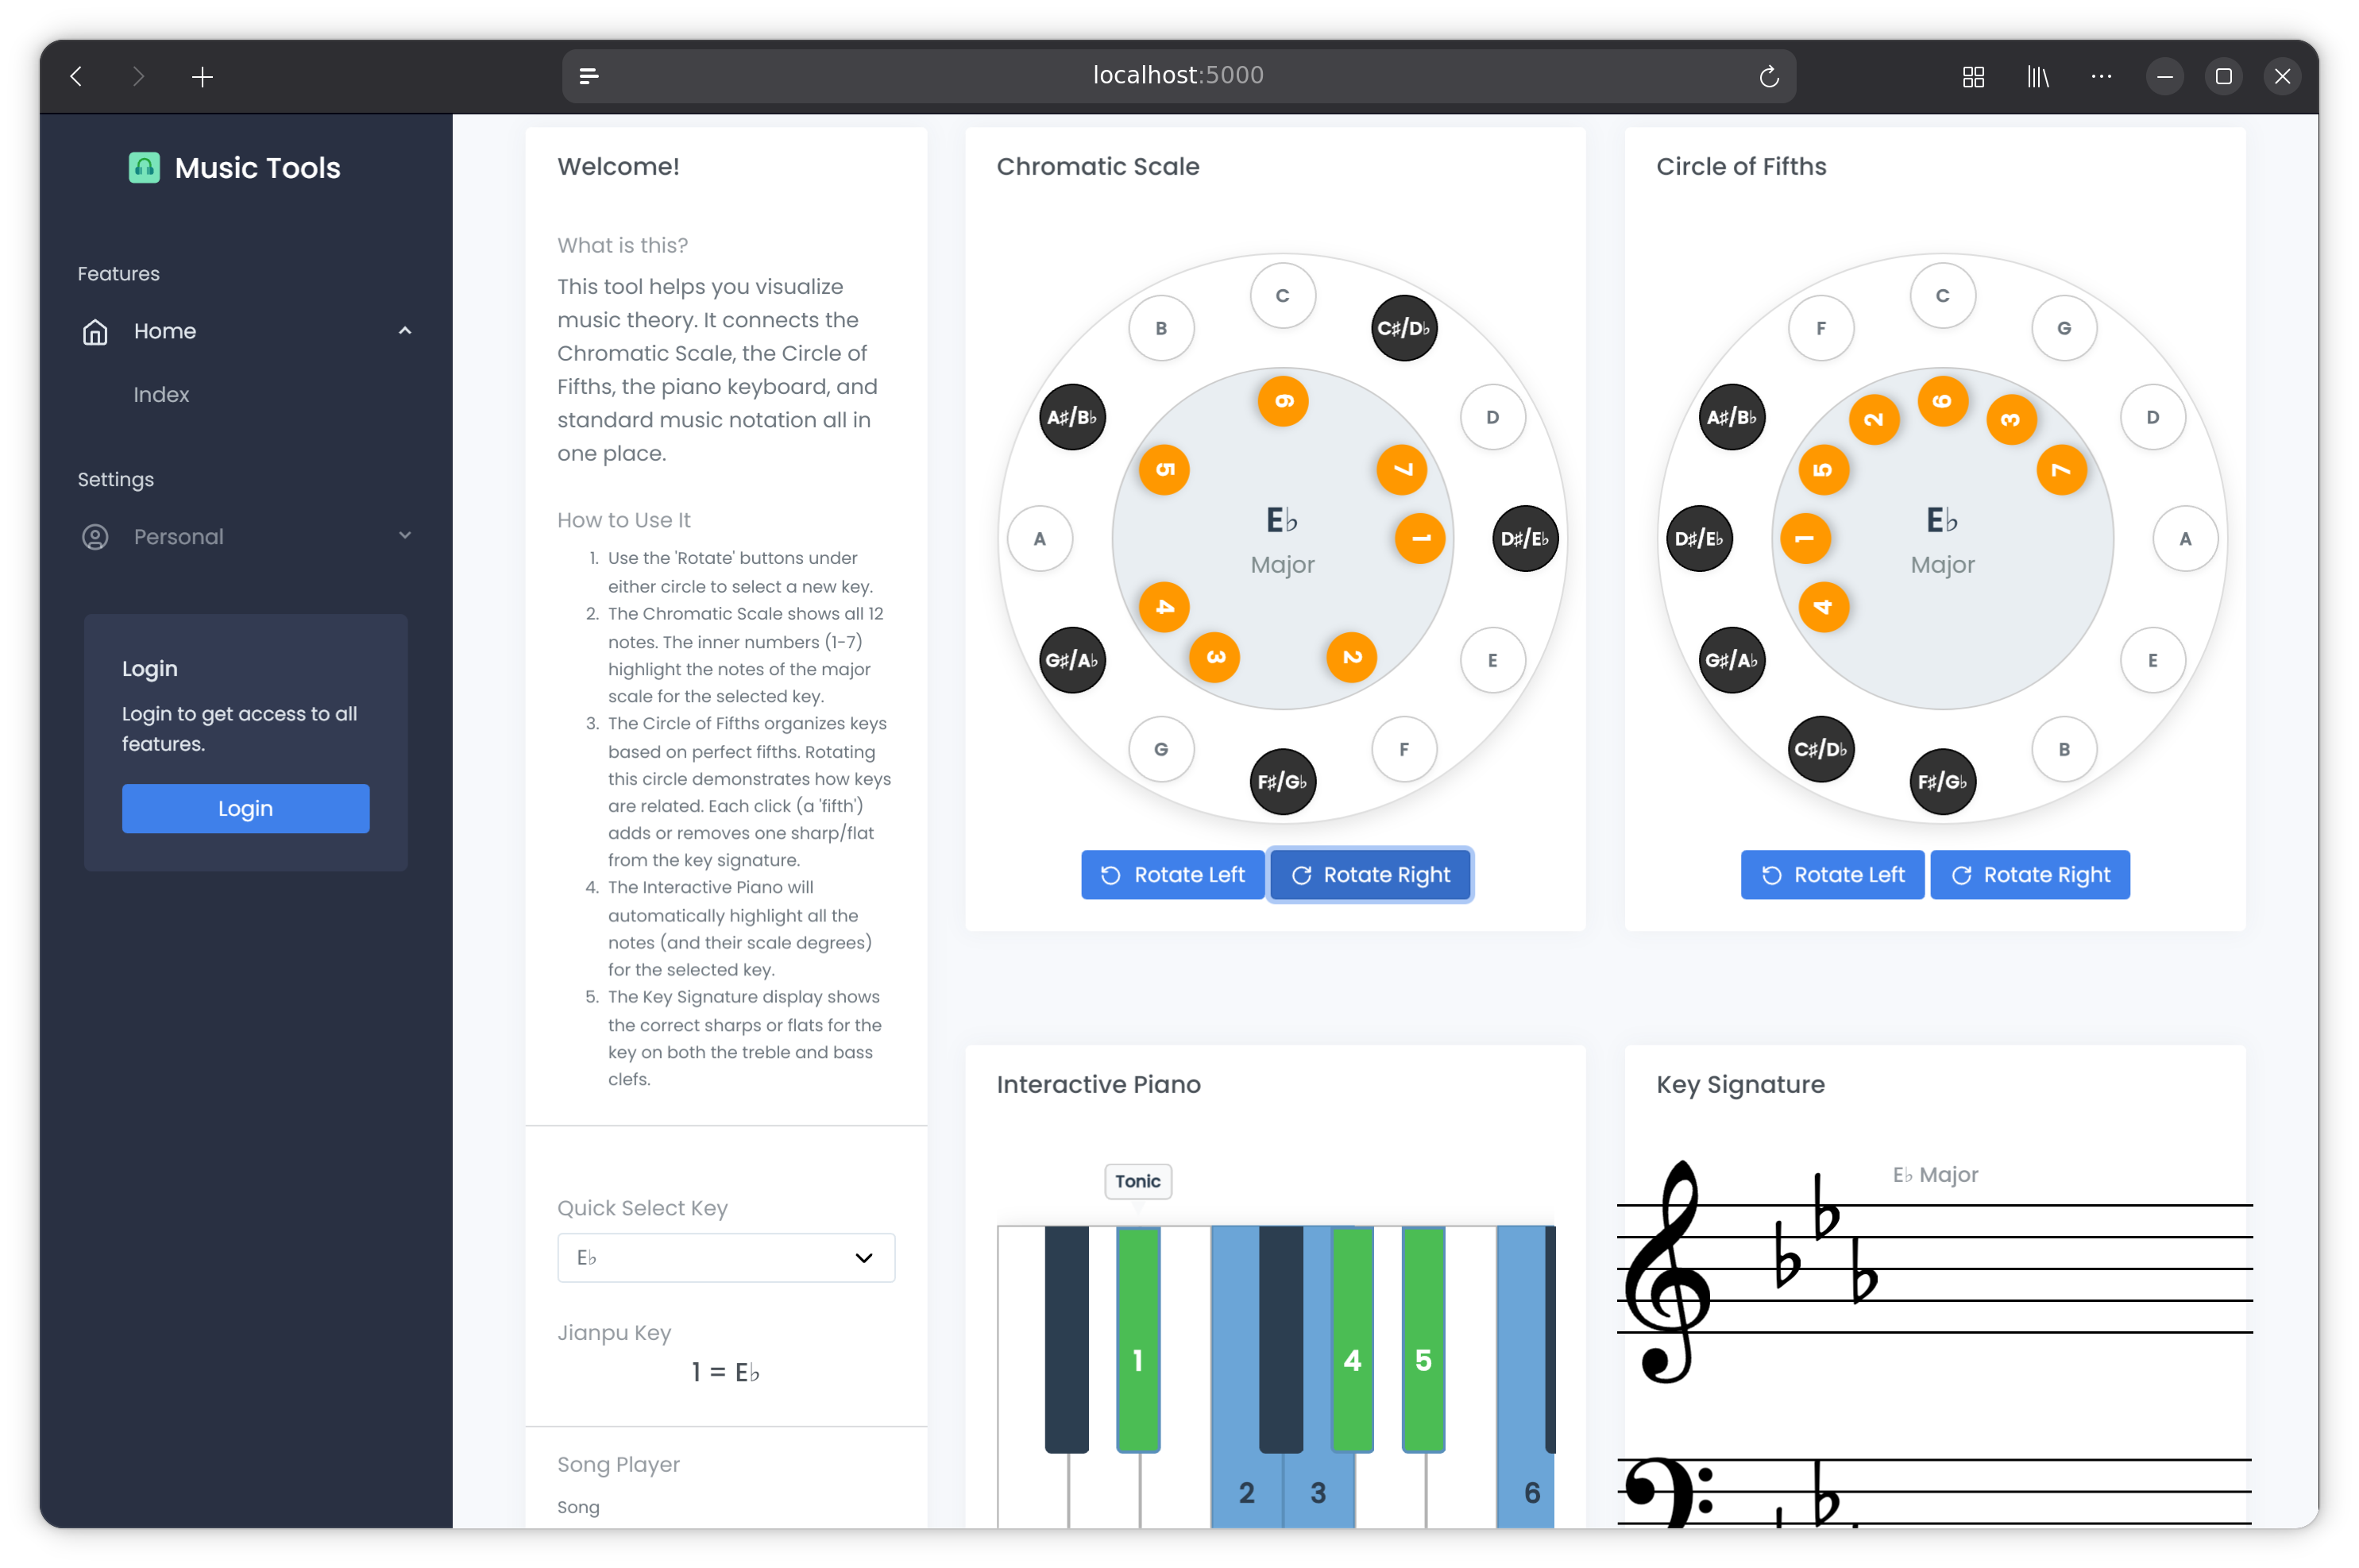 localhost:5000
Music Tools
Features
Home
Index
Settings
Personal
Login
Login to get access to all
features.
Login
Welcome!
What is this?
This tool helps you visualize
music theory. It connects the
Chromatic Scale, the Circle of
Fifths, the piano keyboard, and
standard music notation all in
one place.
How to Use It
1. Use the 'Rotate' buttons under
either circle to select a new key.
2. The Chromatic Scale shows all 12
notes. The inner numbers (1-7)
highlight the notes of the major
scale for the selected key.
3. The Circle of Fifths organizes keys
based on perfect fifths. Rotating
this circle demonstrates how keys
are related. Each click (a 'fifth')
adds or removes one sharp/flat
from the key signature.
4. The Interactive Piano will
automatically highlight all the
notes (and their scale degrees)
for the selected key.
5. The Key Signature display shows
the correct sharps or flats for the
key on both the treble and bass
clefs.
Quick Select Key
E♭
Jianpu Key
1 = E♭
Song Player
Song
Chromatic Scale
C
C♯/D♭
D
D♯/E♭
E
F
F♯/G♭
G
G♯/A♭
A
A♯/B♭
B
6
7
1
2
3
4
5
E♭
Major
Rotate Left
Rotate Right
Circle of Fifths
C
G
D
A
E
B
F♯/G♭
C♯/D♭
G♯/A♭
D♯/E♭
A♯/B♭
F
6
3
7
4
1
5
2
E♭
Major
Rotate Left
Rotate Right
Interactive Piano
Tonic
1
4
5
2
3
6
Key Signature
E♭ Major